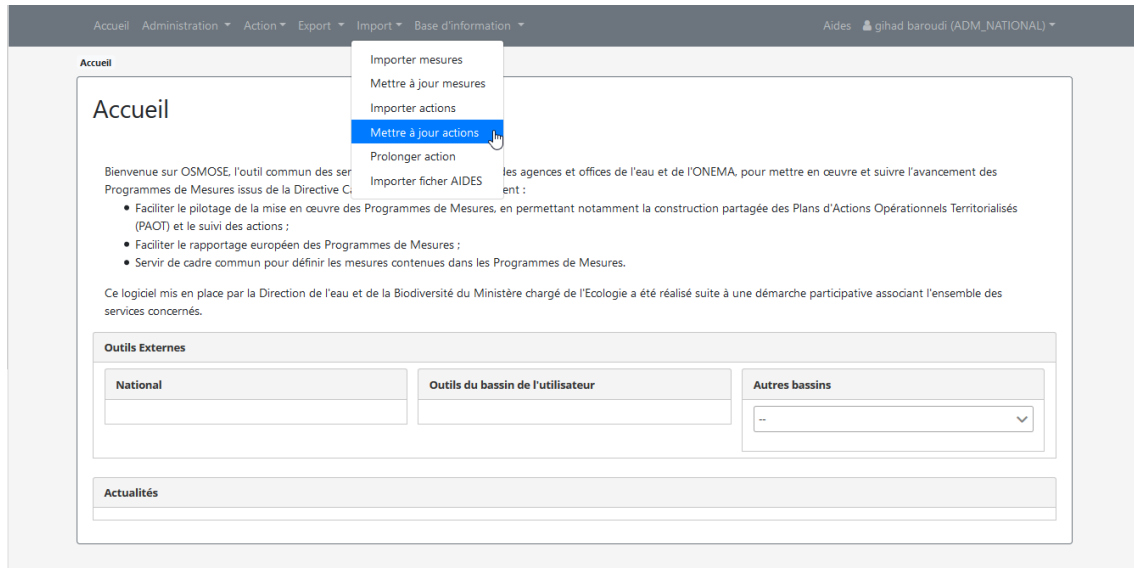 Accueil Administration Action Export Import Base d'information Aides gihad baroudi (ADM_NATIONAL)
Accueil
Importer mesures
Mettre à jour mesures
Importer actions
Mettre à jour actions
Prolonger action
Importer ficher AIDES
Accueil
Bienvenue sur OSMOSE, l'outil commun des ser des agences et offices de l'eau et de l'ONEMA, pour mettre en œuvre et suivre l'avancement des
Programmes de Mesures issus de la Directive Ca ent :
Faciliter le pilotage de la mise en œuvre des Programmes de Mesures, en permettant notamment la construction partagée des Plans d'Actions Opérationnels Territorialisés
(PAOT) et le suivi des actions ;
Faciliter le rapportage européen des Programmes de Mesures ;
Servir de cadre commun pour définir les mesures contenues dans les Programmes de Mesures.
Ce logiciel mis en place par la Direction de l'eau et de la Biodiversité du Ministère chargé de l'Ecologie a été réalisé suite à une démarche participative associant l'ensemble des
services concernés.
Outils Externes
National
Outils du bassin de l'utilisateur
Autres bassins
--
Actualités